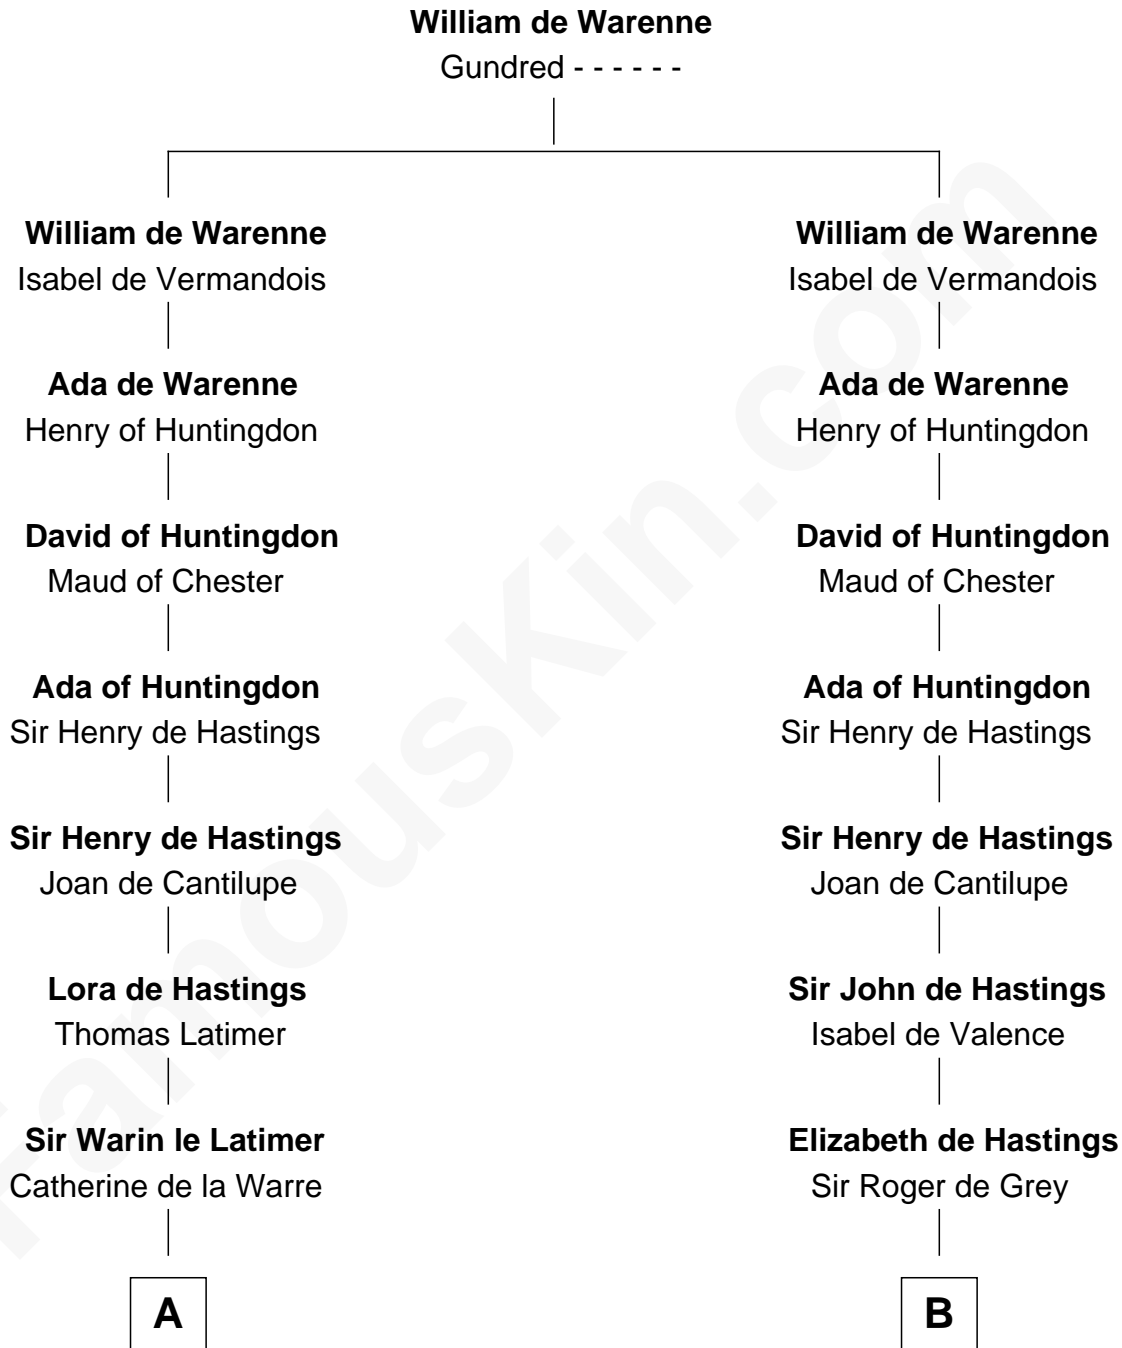 William de Warenne
Gundred - - - - - -
William de Warenne
Isabel de Vermandois
William de Warenne
Isabel de Vermandois
Ada de Warenne
Henry of Huntingdon
Ada de Warenne
Henry of Huntingdon
David of Huntingdon
Maud of Chester
David of Huntingdon
Maud of Chester
Ada of Huntingdon
Sir Henry de Hastings
Ada of Huntingdon
Sir Henry de Hastings
Sir Henry de Hastings
Joan de Cantilupe
Sir Henry de Hastings
Joan de Cantilupe
Lora de Hastings
Thomas Latimer
Sir John de Hastings
Isabel de Valence
Sir Warin le Latimer
Catherine de la Warre
Elizabeth de Hastings
Sir Roger de Grey
A
B
FamousKin.com